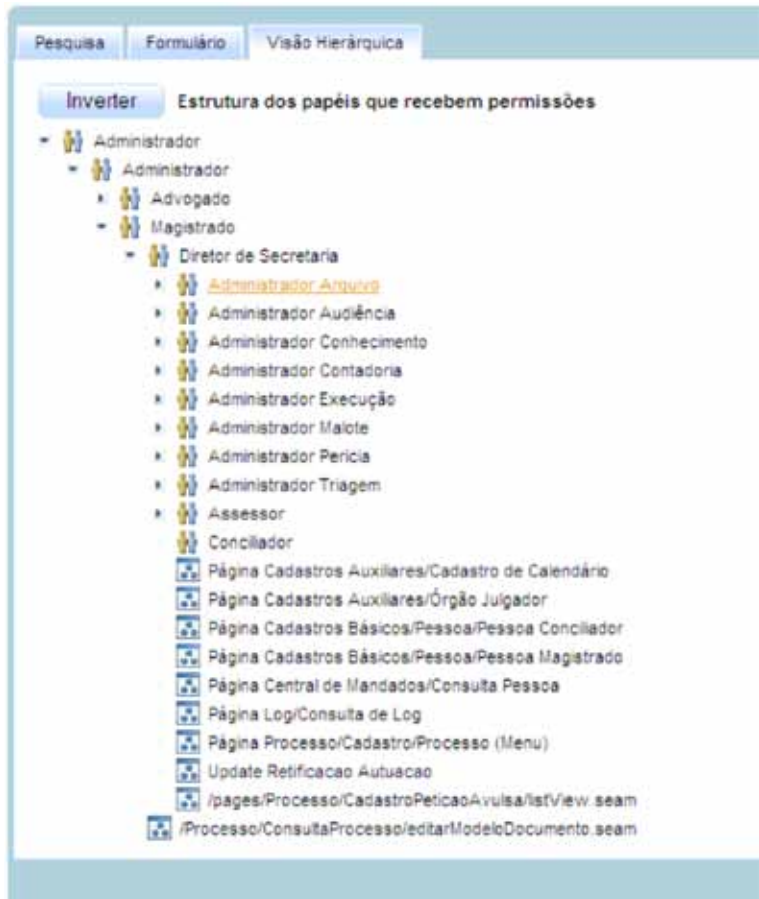 Pesquisa Formulário Visão Hierárquica
Inverter Estrutura dos papéis que recebem permissões
Administrador
Administrador
Advogado
Magistrado
Diretor de Secretaria
Administrador Arquivo
Administrador Audiência
Administrador Conhecimento
Administrador Contadoria
Administrador Execução
Administrador Malote
Administrador Perícia
Administrador Triagem
Assessor
Conciliador
Página Cadastros Auxiliares/Cadastro de Calendário
Página Cadastros Auxiliares/Órgão Julgador
Página Cadastros Básicos/Pessoa/Pessoa Conciliador
Página Cadastros Básicos/Pessoa/Pessoa Magistrado
Página Central de Mandados/Consulta Pessoa
Página Log/Consulta de Log
Página Processo/Cadastro/Processo (Menu)
Update Retificacao Autuacao
/pages/Processo/CadastroPeticaoAvulsa/listView.seam
/Processo/ConsultaProcesso/editarModeloDocumento.seam